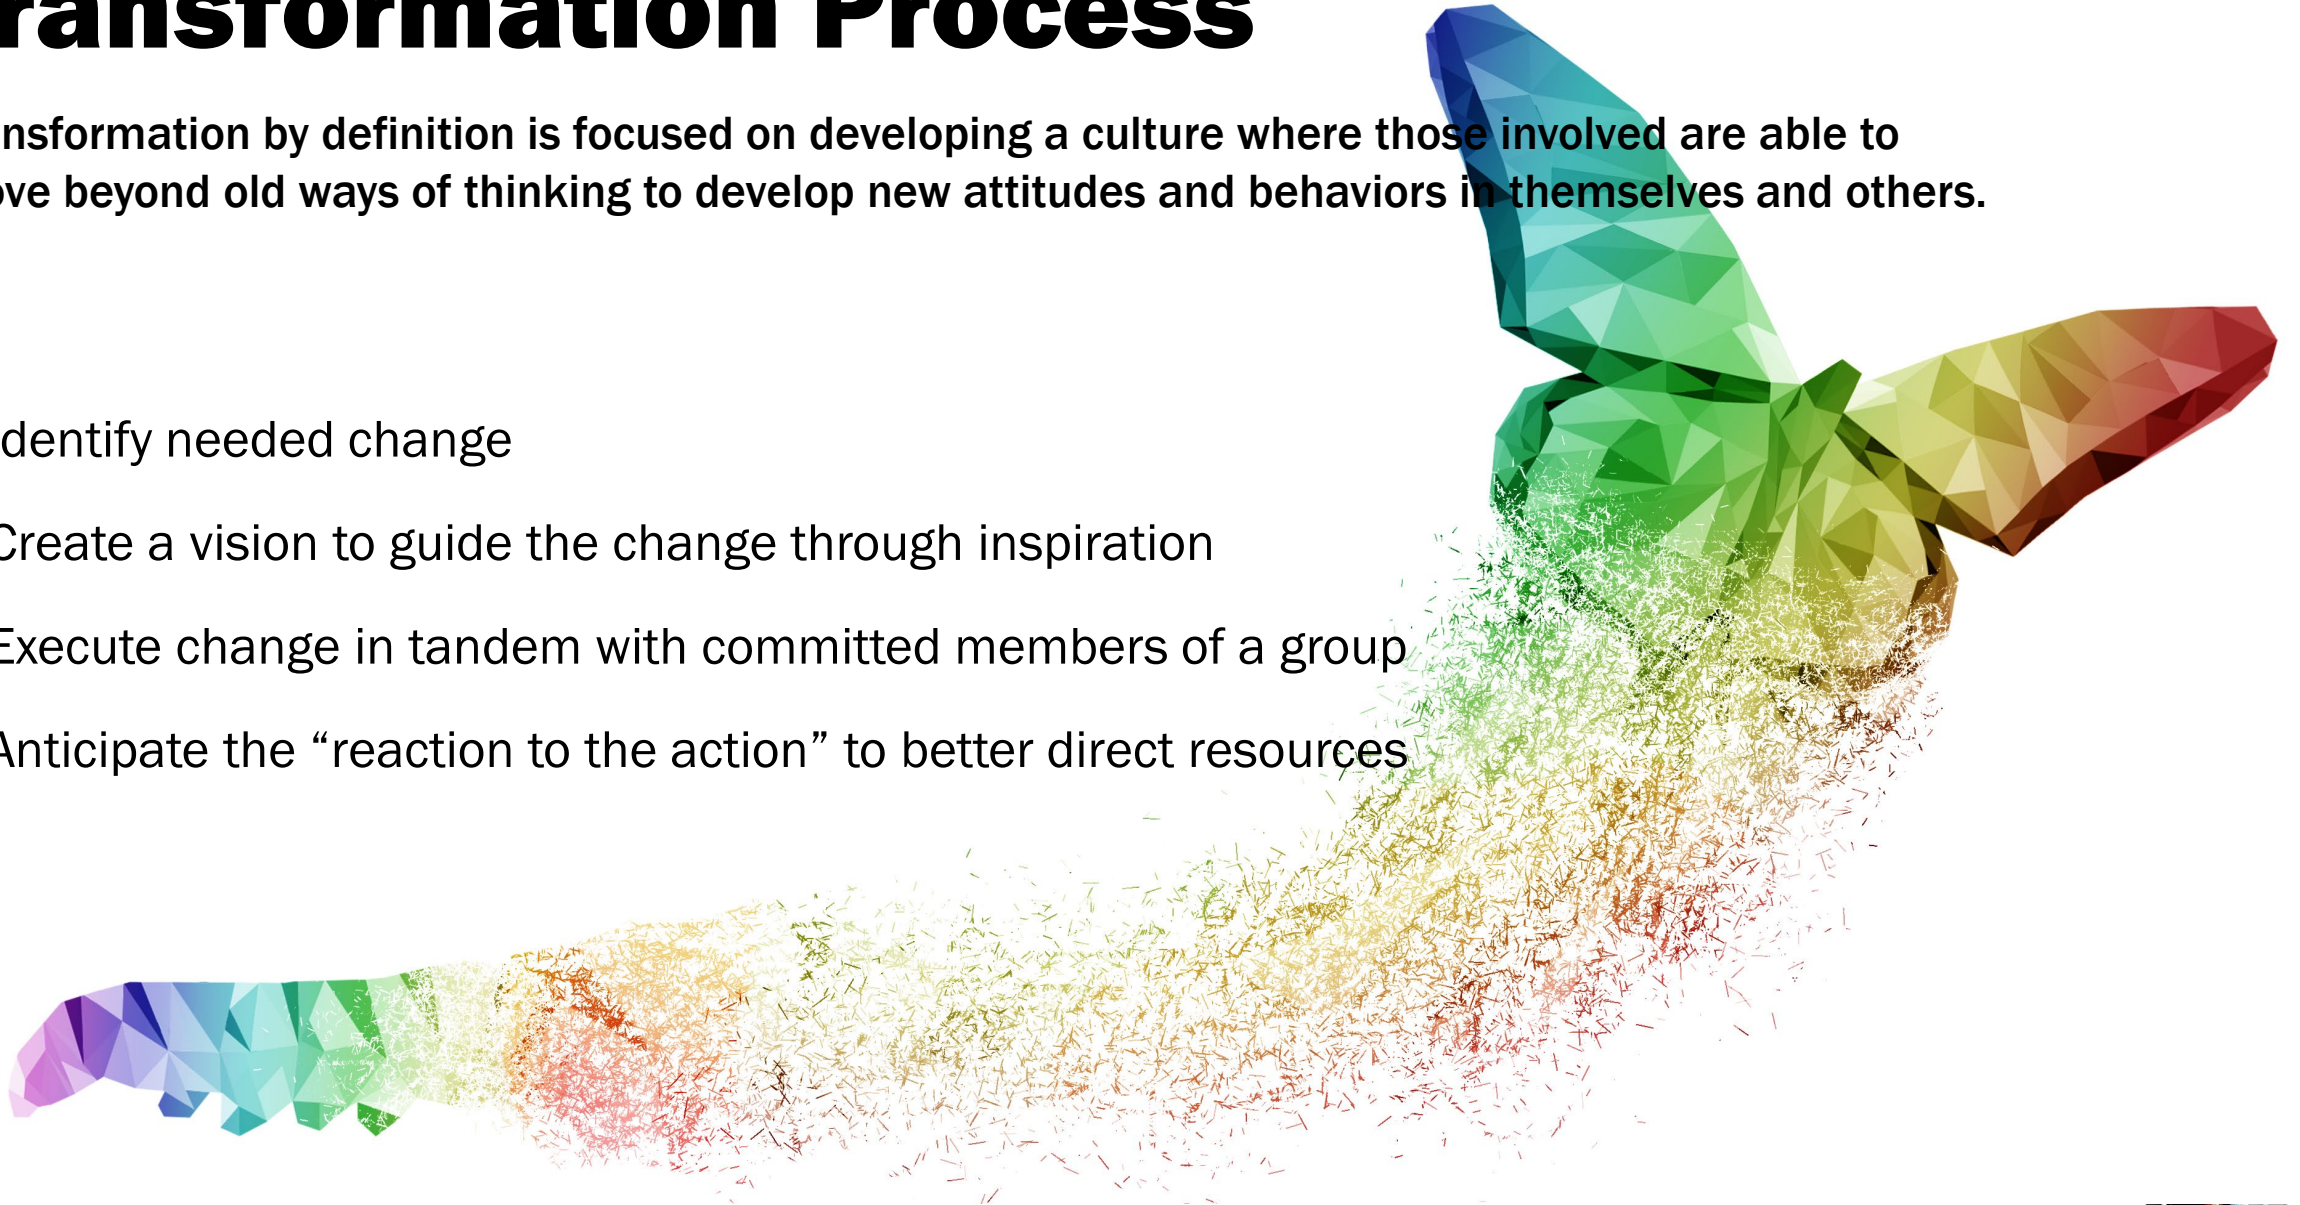 ransformation Process
nsformation by definition is focused on developing a culture where those involved are able to
ove beyond old ways of thinking to develop new attitudes and behaviors in themselves and others.
dentify needed change
Create a vision to guide the change through inspiration
Execute change in tandem with committed members of a group
Anticipate the “reaction to the action” to better direct resources